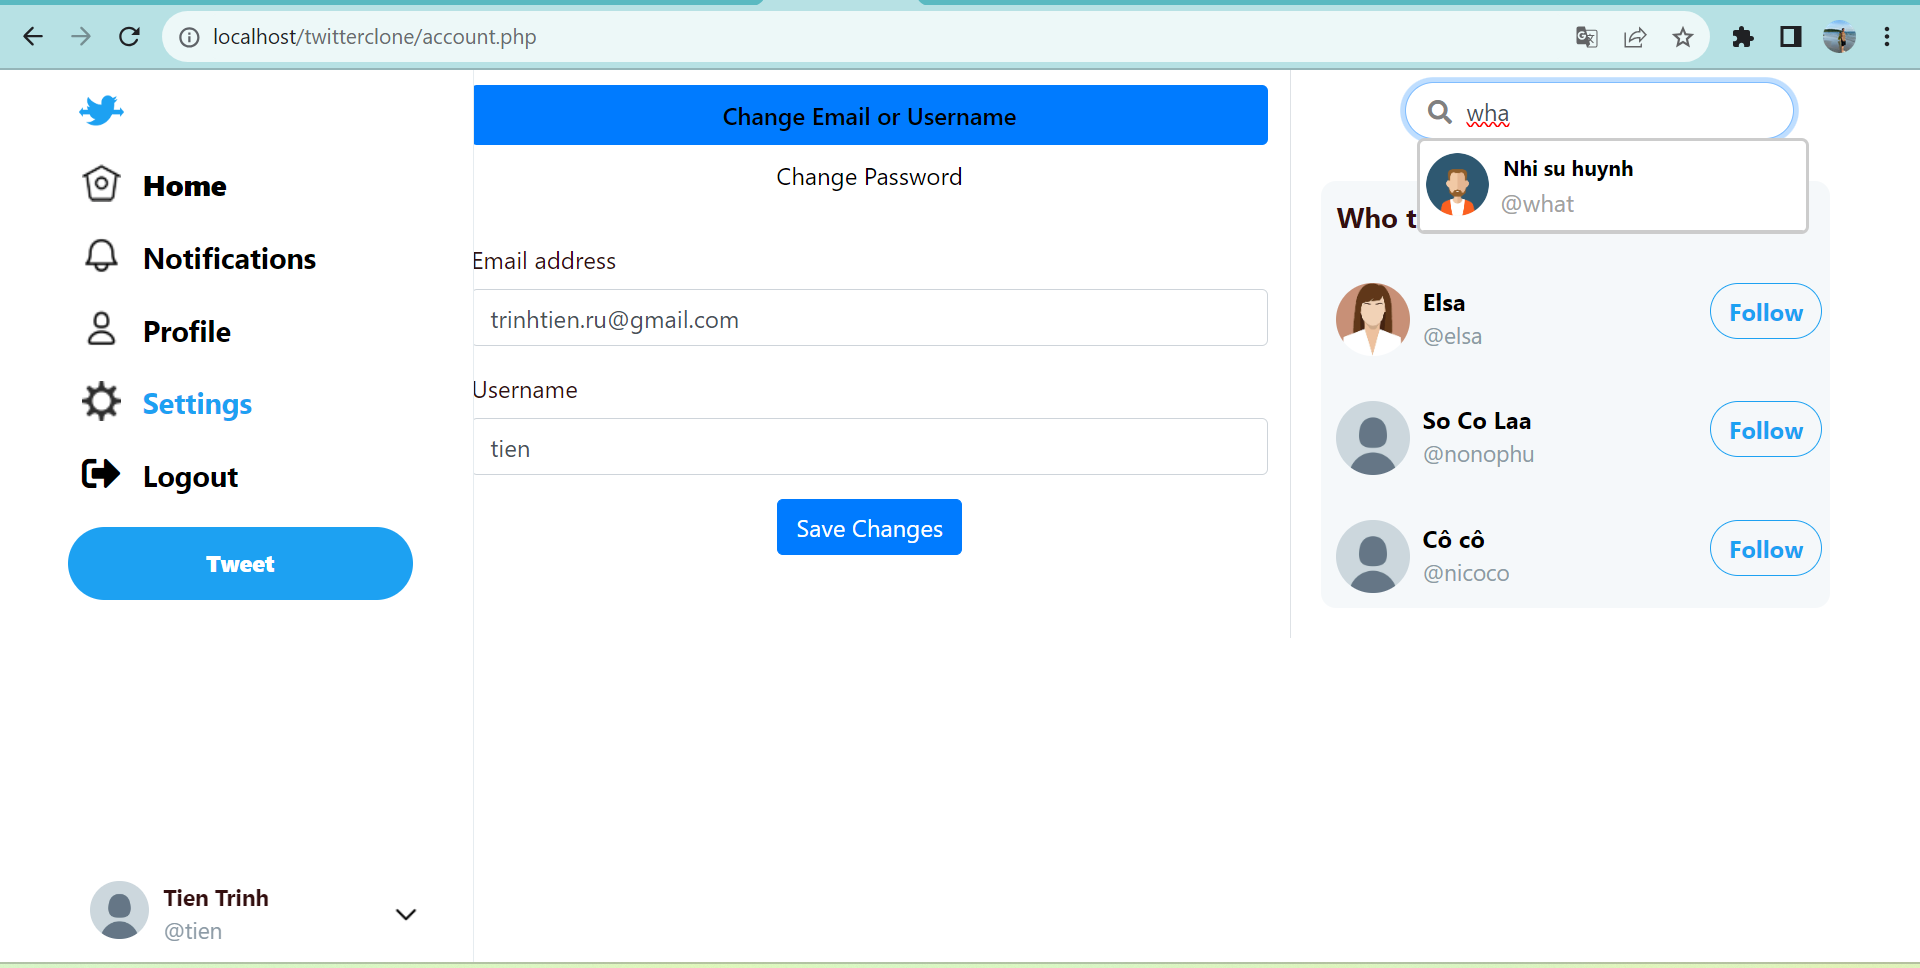 localhost/twitterclone/account.php
Home
Notifications
Profile
Settings
Logout
Tweet
Tien Trinh
@tien
Change Email or Username
Change Password
Email address
trinhtien.ru@gmail.com
Username
tien
Save Changes
wha
Nhi su huynh
@what
Who t
Elsa
@elsa
Follow
So Co Laa
@nonophu
Follow
Cô cô
@nicoco
Follow